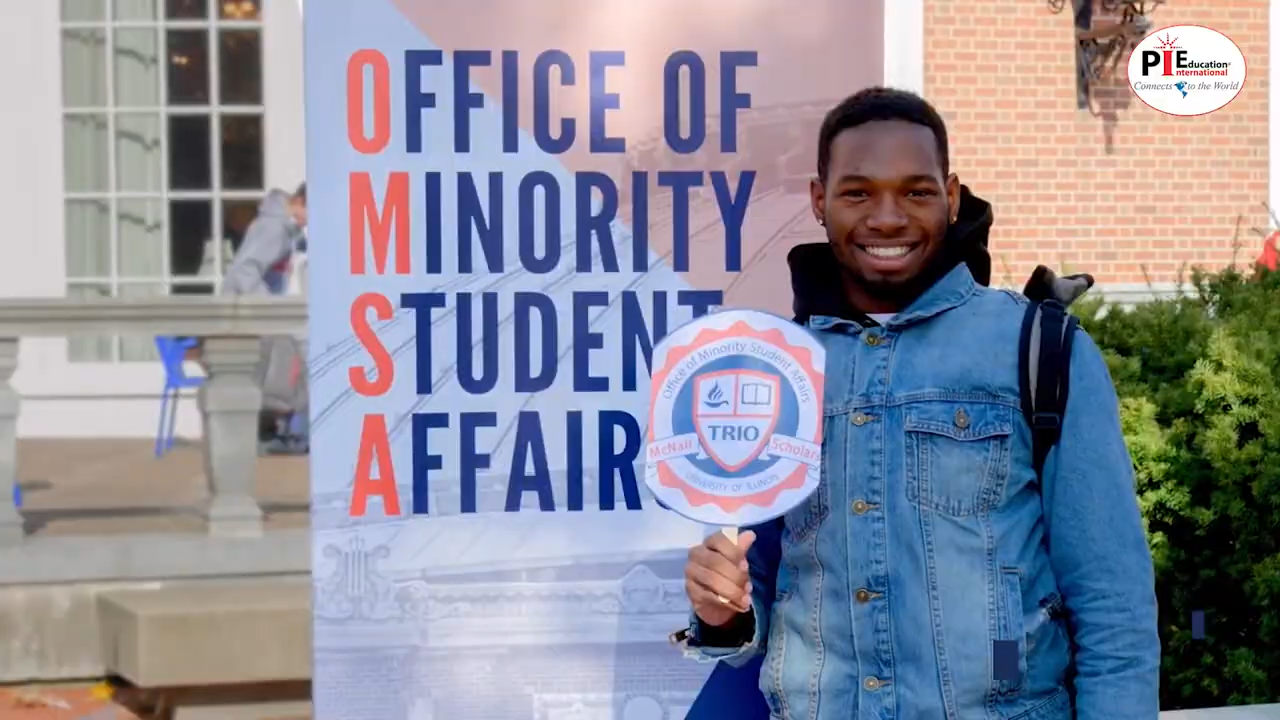 OFFICE OF
MINORITY
STUDENT
AFFAIRS
Office of Minority Student Affairs
TRIO
McNair Scholars
UNIVERSITY OF ILLINOIS
PIEducation
International
Connects to the World